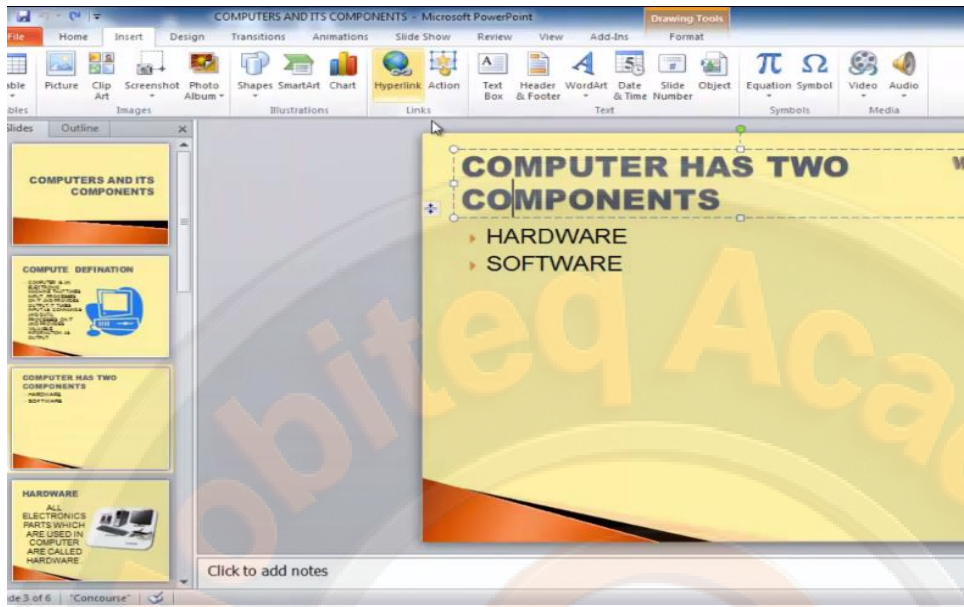 COMPUTERS AND ITS COMPONENTS - Microsoft PowerPoint
Drawing Tools
File Home Insert Design Transitions Animations Slide Show Review View Add-Ins Format
Picture Clip Art Screenshot Photo Album Shapes SmartArt Chart Hyperlink Action Text Box Header & Footer WordArt Date & Time Slide Number Object Equation Symbol Video Audio
Images Illustrations Links Text Symbols Media
Slides Outline
COMPUTERS AND ITS
COMPONENTS
COMPUTE DEFINATION
COMPUTER HAS TWO
COMPONENTS
HARDWARE
SOFTWARE
HARDWARE
ALL
ELECTRONICS
PARTS WHICH
ARE USED IN
COMPUTER
ARE CALLED
HARDWARE
COMPUTER HAS TWO
COMPONENTS
HARDWARE
SOFTWARE
Click to add notes
3 of 6 "Concourse"